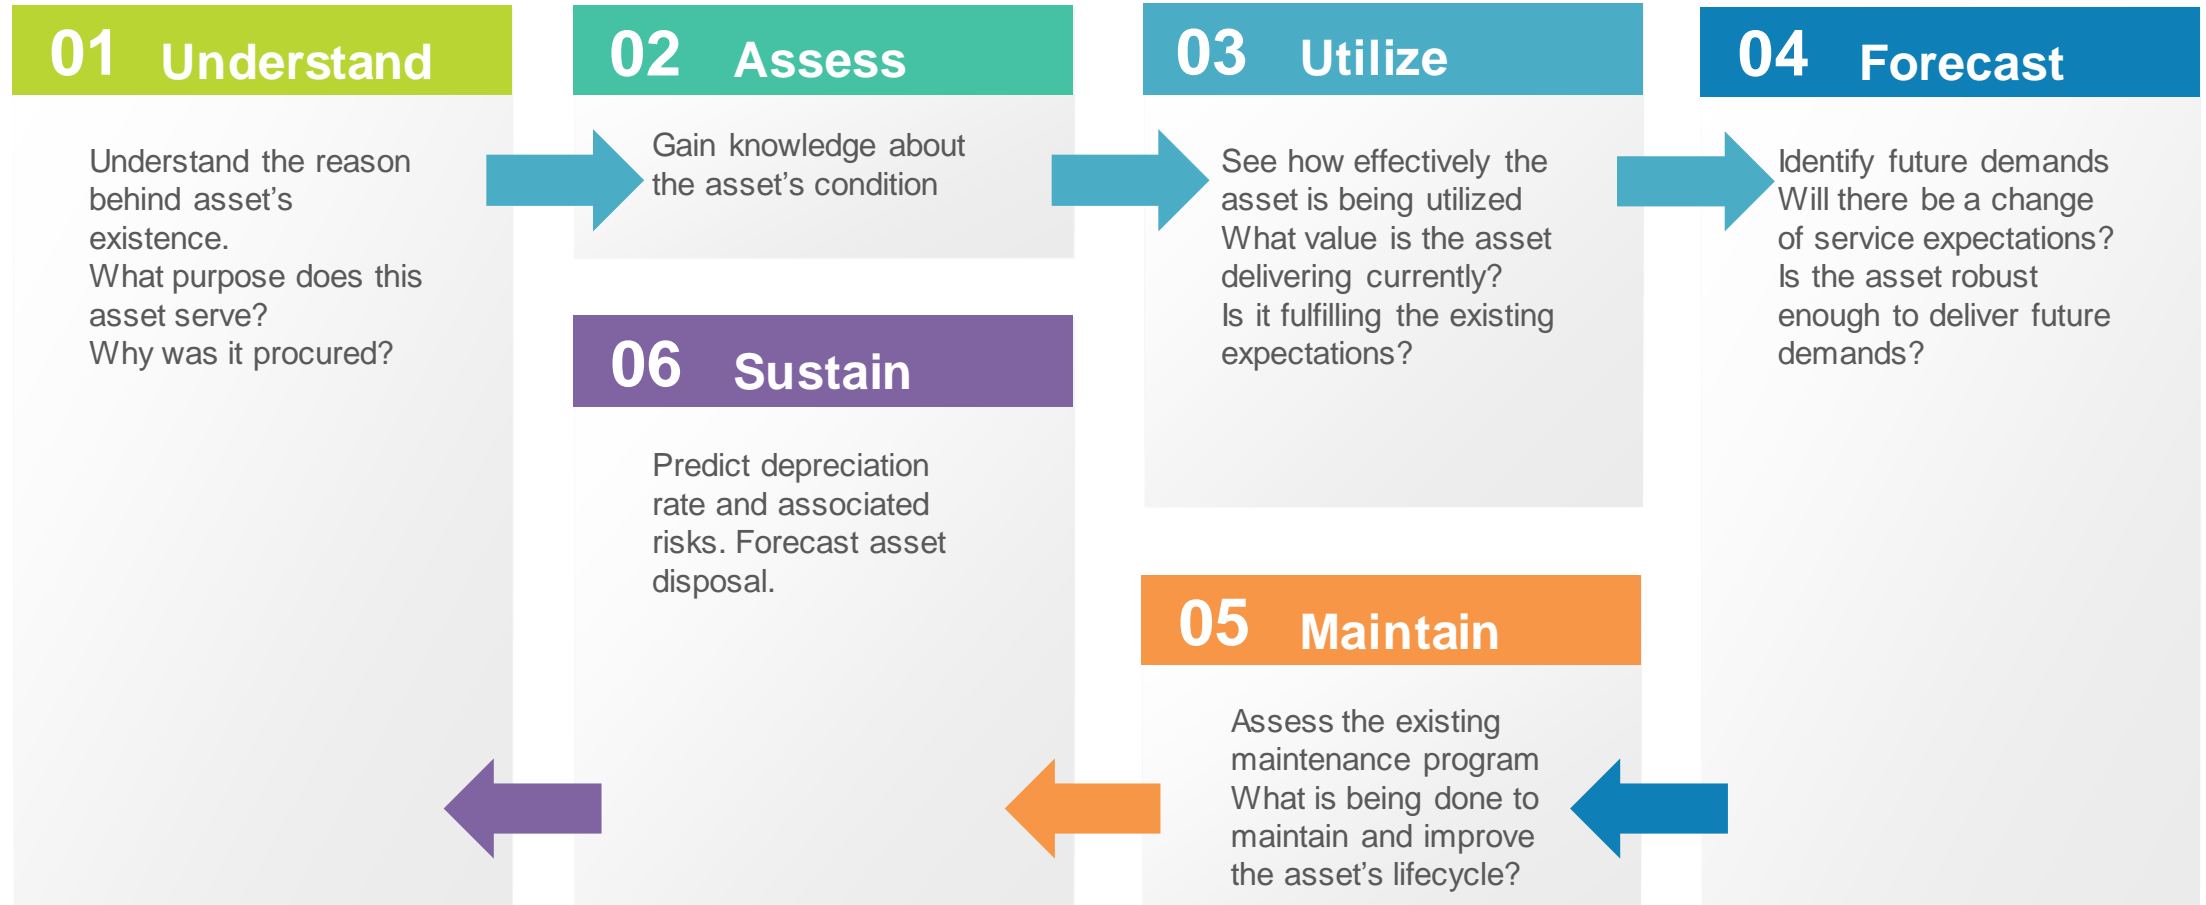 01 Understand
Understand the reason
behind asset's
existence.
What purpose does this
asset serve?
Why was it procured?
02 Assess
Gain knowledge about
the asset's condition
03 Utilize
See how effectively the
asset is being utilized
What value is the asset
delivering currently?
Is it fulfilling the existing
expectations?
04 Forecast
Identify future demands
Will there be a change
of service expectations?
Is the asset robust
enough to deliver future
demands?
05 Maintain
Assess the existing
maintenance program
What is being done to
maintain and improve
the asset's lifecycle?
06 Sustain
Predict depreciation
rate and associated
risks. Forecast asset
disposal.